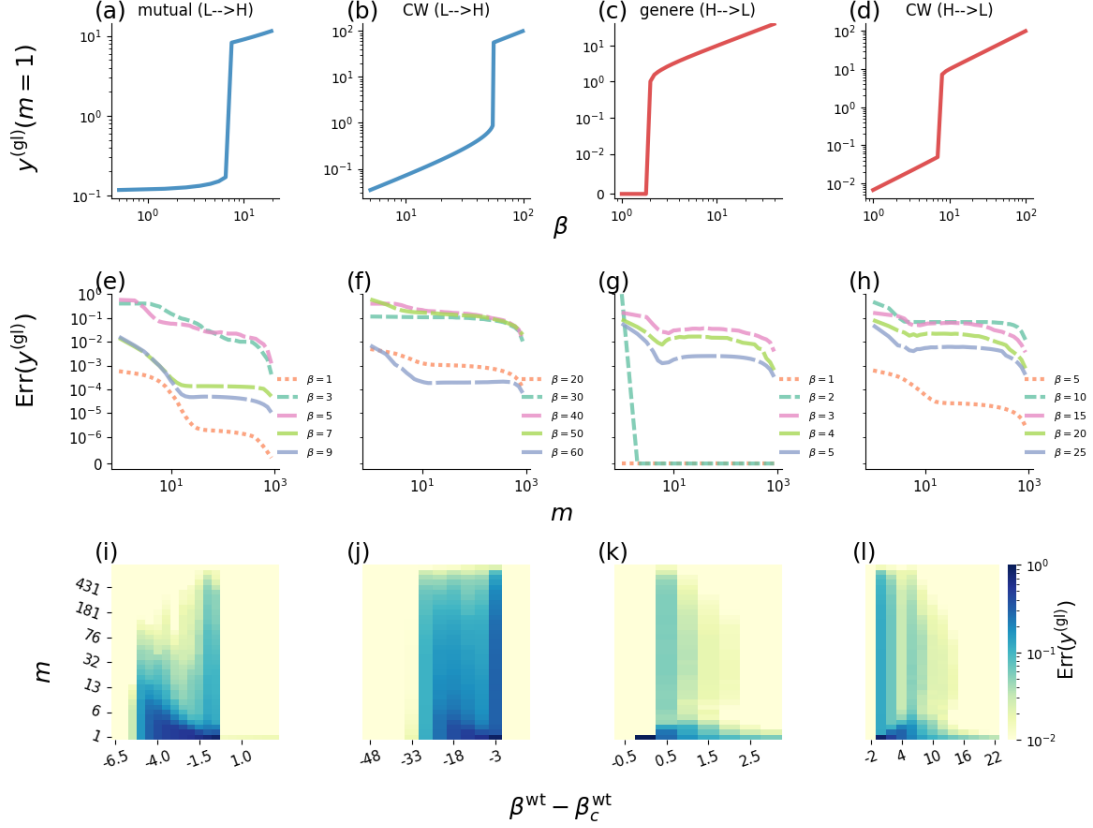 (a) mutual (L-->H)
(b) CW (L-->H)
(c) genere (H-->L)
(d) CW (H-->L)
y^(gl)(m = 1)
10^1
10^0
10^-1
10^0 10^1
10^2
10^1
10^0
10^-1
10^1 10^2
10^1
10^0
10^-2
0
10^0 10^1
10^2
10^1
10^0
10^-1
10^-2
10^0 10^1 10^2
β
(e)
(f)
(g)
(h)
Err(y^(gl))
10^0
10^-1
10^-2
10^-3
10^-4
10^-5
10^-6
0
β = 1
β = 3
β = 5
β = 7
β = 9
β = 20
β = 30
β = 40
β = 50
β = 60
β = 1
β = 2
β = 3
β = 4
β = 5
β = 5
β = 10
β = 15
β = 20
β = 25
10^1 10^3
10^1 10^3
10^1 10^3
10^1 10^3
m
(i)
(j)
(k)
(l)
m
431
181
76
32
13
6
1
-6.5 -4.0 -1.5 1.0
-48 -33 -18 -3
-0.5 0.5 1.5 2.5
-2 4 10 16 22
10^0
10^-1
10^-2
Err(y^(gl))
β^wt − β_c^wt